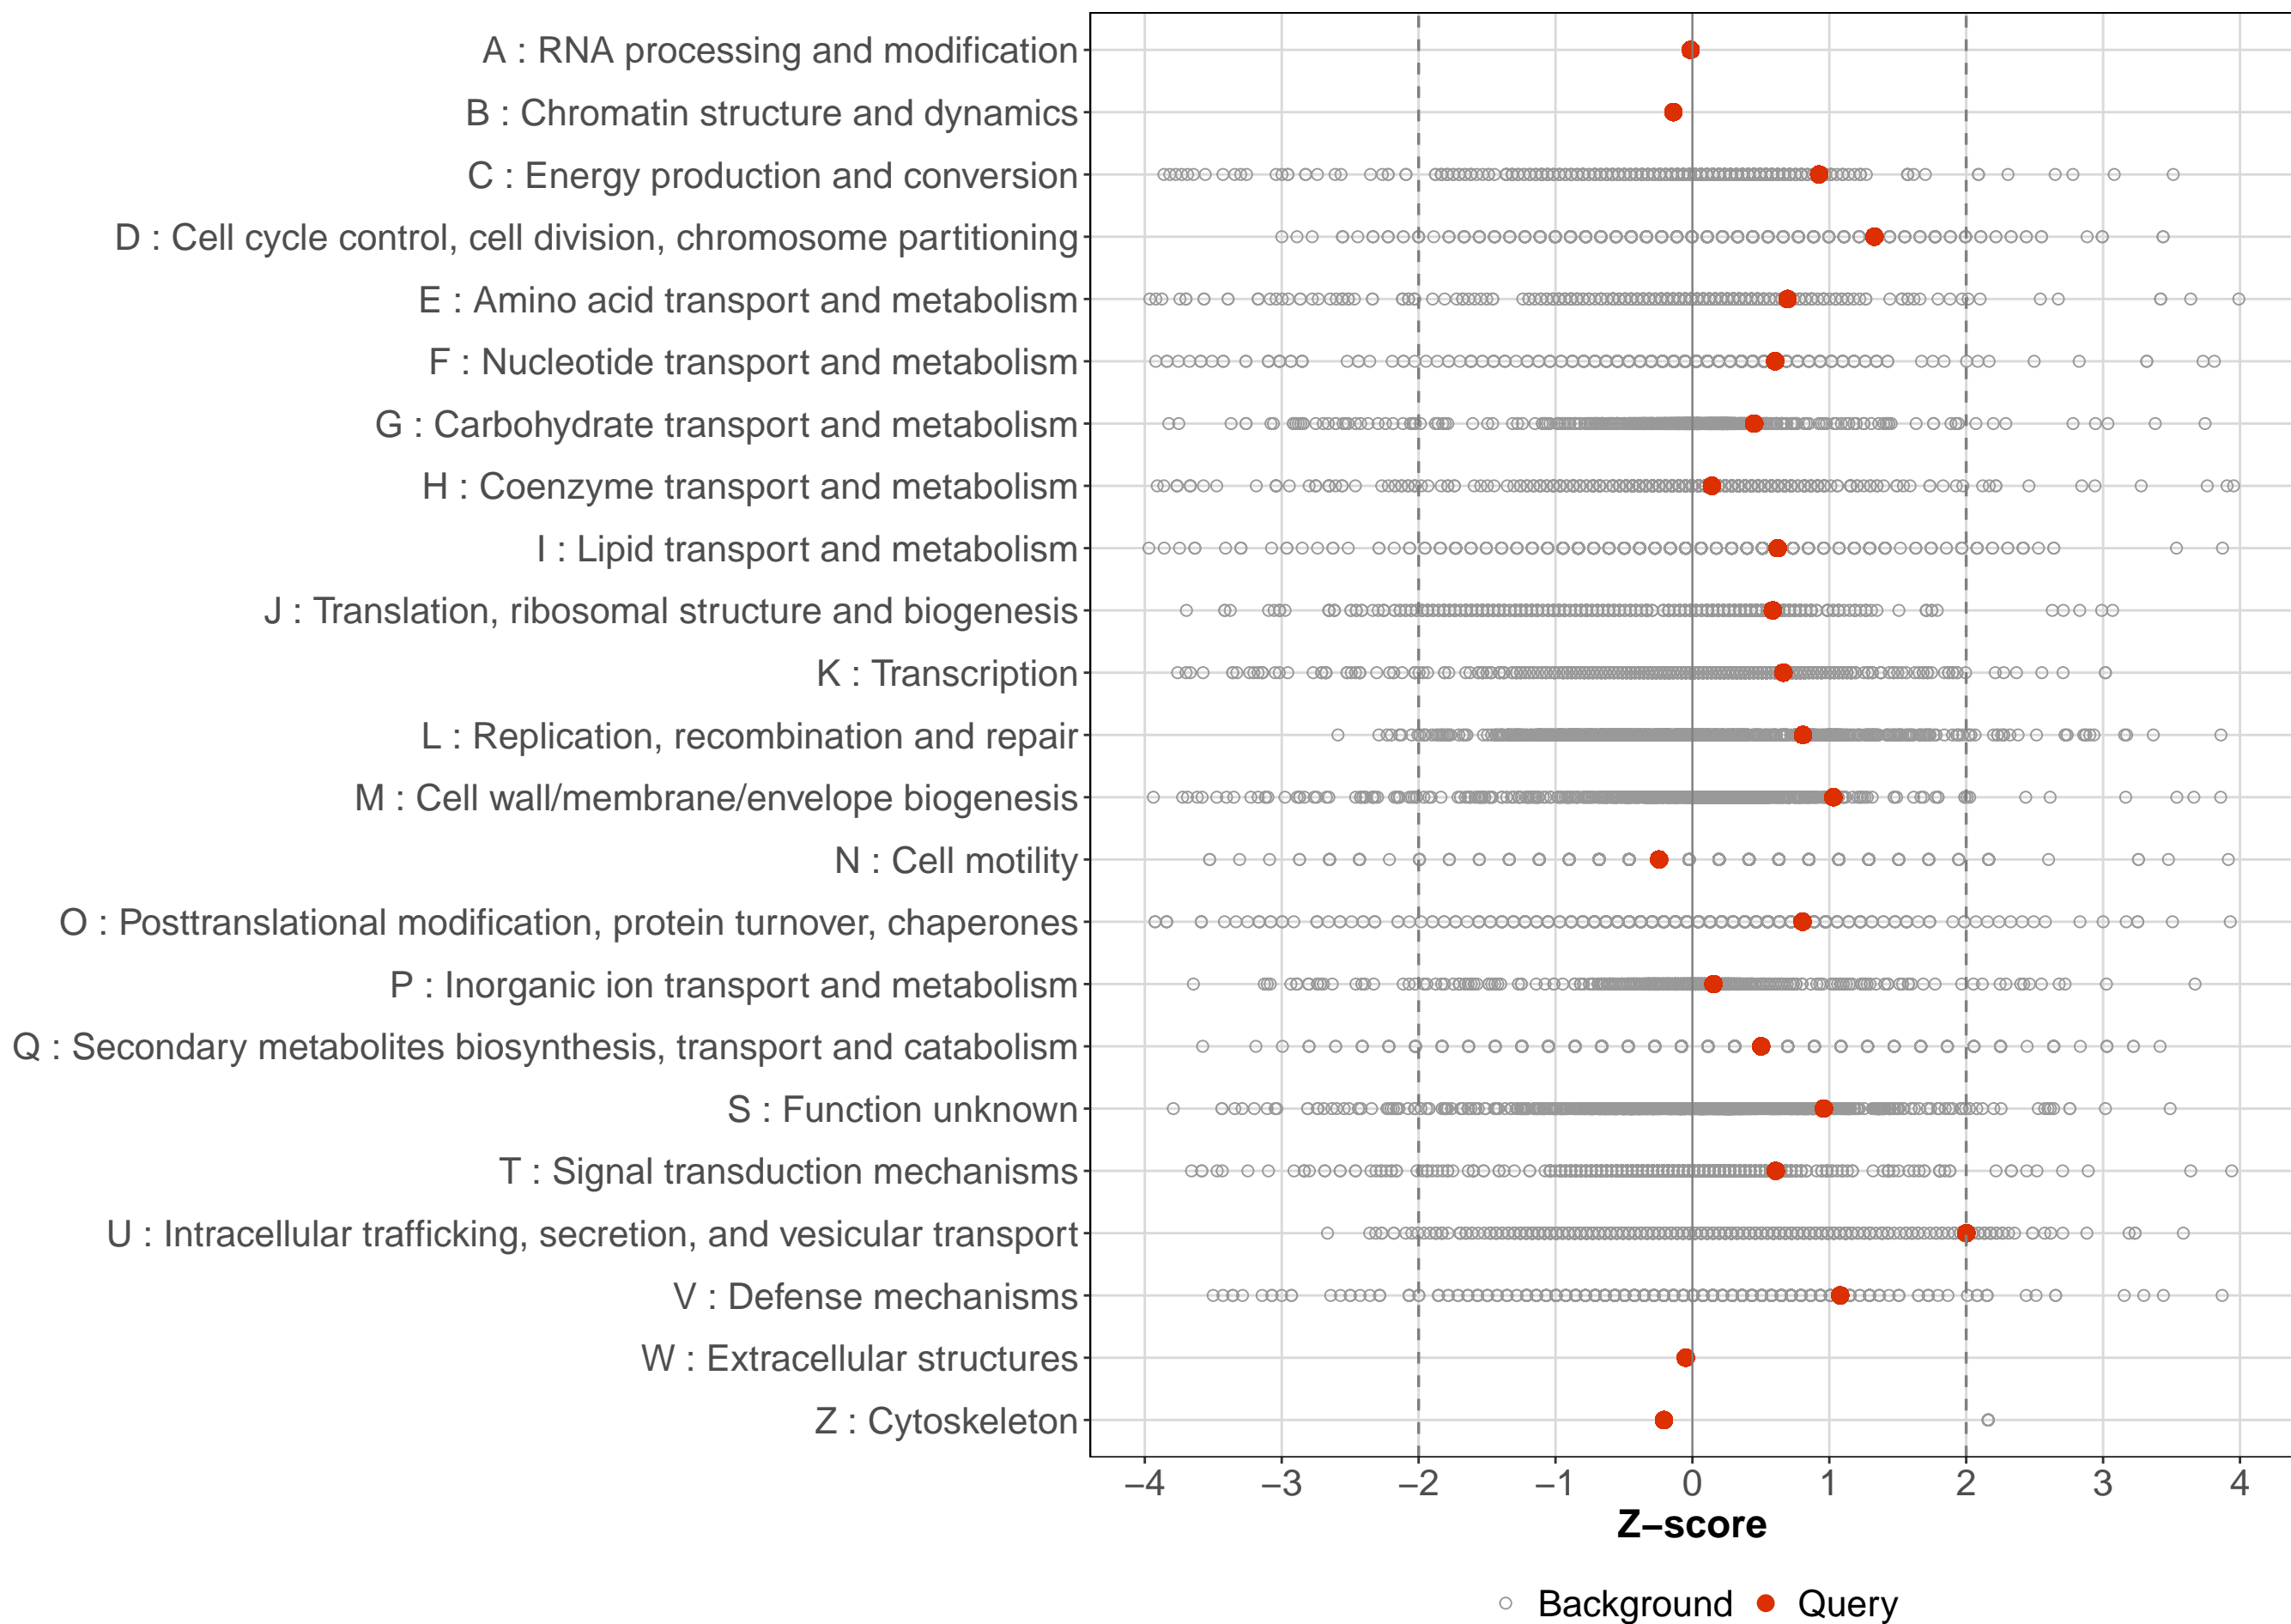 A : RNA processing and modification
B : Chromatin structure and dynamics
C : Energy production and conversion
D : Cell cycle control, cell division, chromosome partitioning
E : Amino acid transport and metabolism
F : Nucleotide transport and metabolism
G : Carbohydrate transport and metabolism
H : Coenzyme transport and metabolism
I : Lipid transport and metabolism
J : Translation, ribosomal structure and biogenesis
K : Transcription
L : Replication, recombination and repair
M : Cell wall/membrane/envelope biogenesis
N : Cell motility
O : Posttranslational modification, protein turnover, chaperones
P : Inorganic ion transport and metabolism
Q : Secondary metabolites biosynthesis, transport and catabolism
S : Function unknown
T : Signal transduction mechanisms
U : Intracellular trafficking, secretion, and vesicular transport
V : Defense mechanisms
W : Extracellular structures
Z : Cytoskeleton
−4 −3 −2 −1 0 1 2 3 4
Z−score
Background Query